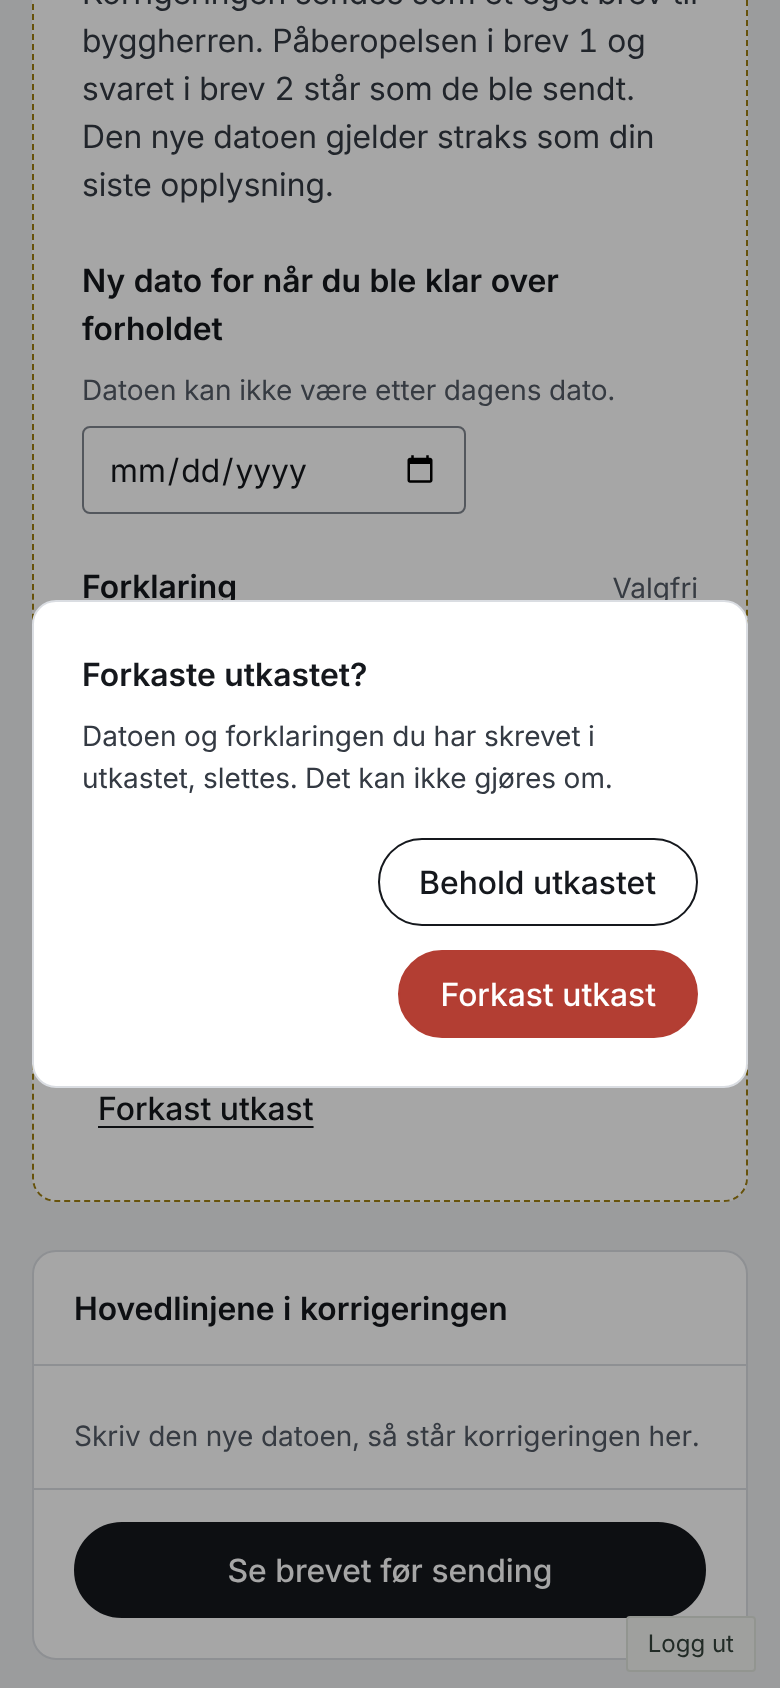 byggherren. Påberopelsen i brev 1 og
svaret i brev 2 står som de ble sendt.
Den nye datoen gjelder straks som din
siste opplysning.
Ny dato for når du ble klar over
forholdet
Datoen kan ikke være etter dagens dato.
mm/dd/yyyy
Forklaring Valgfri
Forkaste utkastet?
Datoen og forklaringen du har skrevet i
utkastet, slettes. Det kan ikke gjøres om.
Behold utkastet
Forkast utkast
Forkast utkast
Hovedlinjene i korrigeringen
Skriv den nye datoen, så står korrigeringen her.
Se brevet før sending
Logg ut